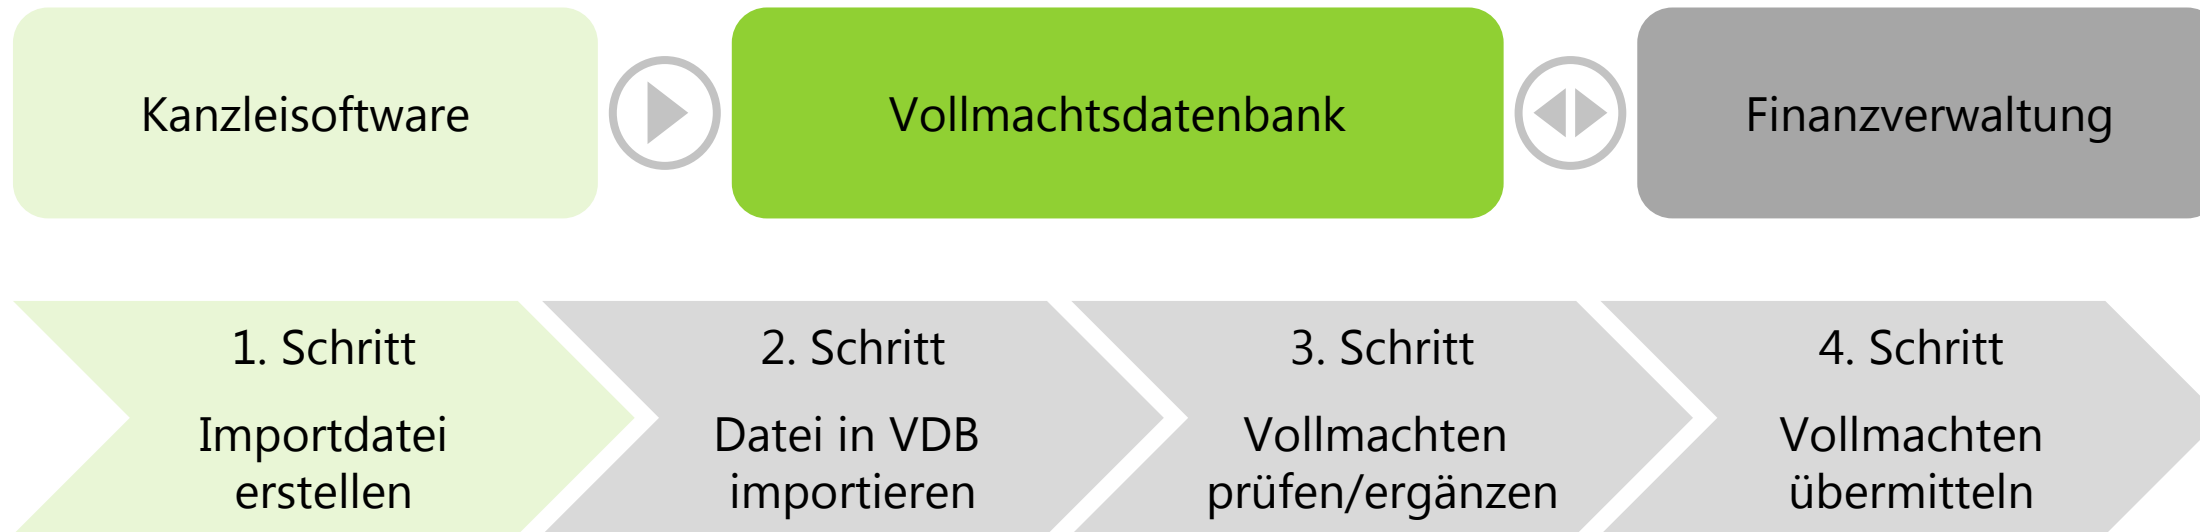 Kanzleisoftware
Vollmachtsdatenbank
Finanzverwaltung
1. Schritt
Importdatei
erstellen
2. Schritt
Datei in VDB
importieren
3. Schritt
Vollmachten
prüfen/ergänzen
4. Schritt
Vollmachten
übermitteln